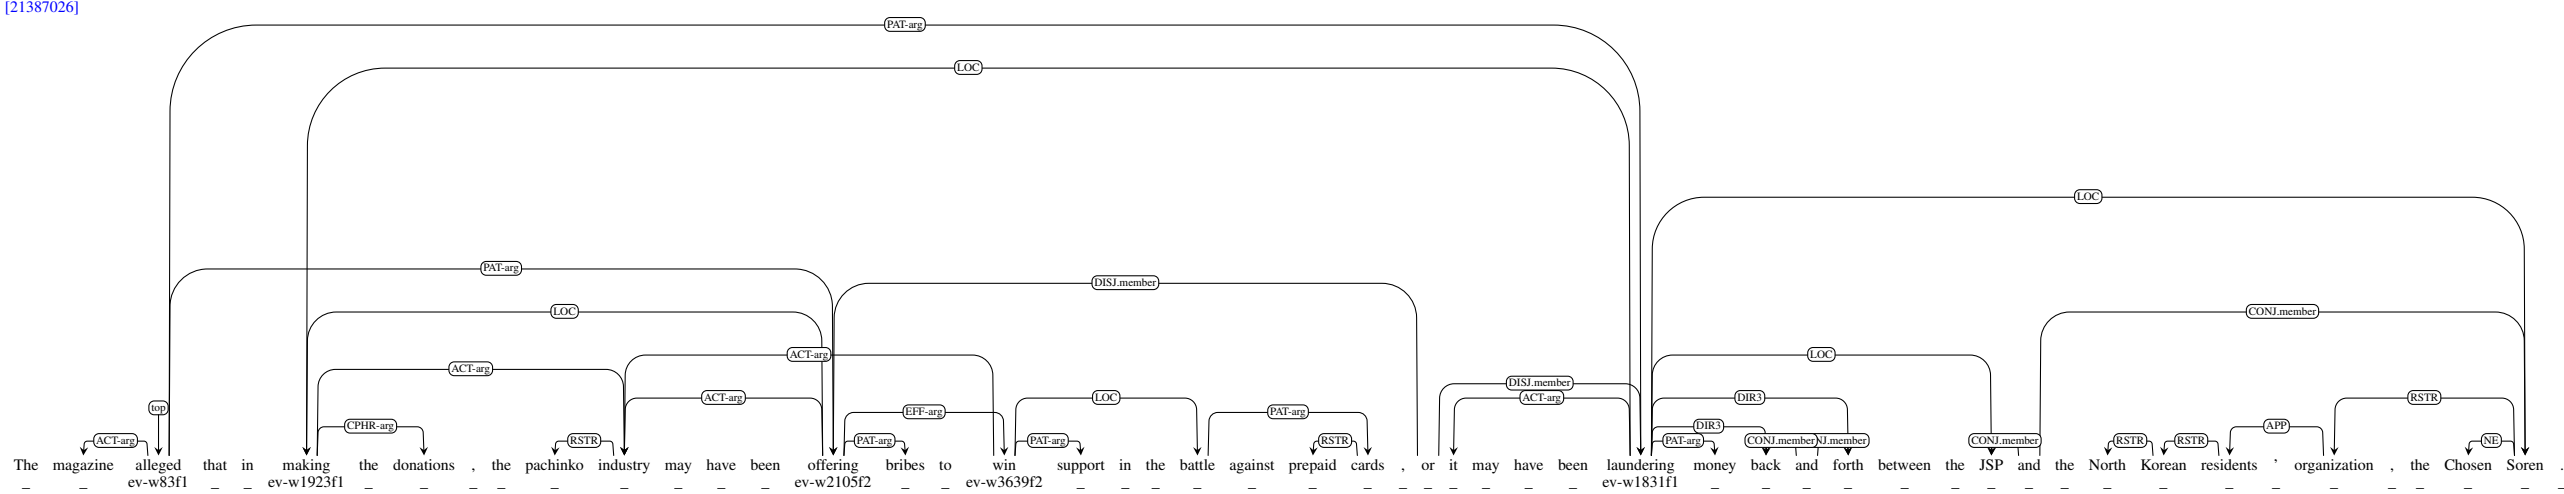 [21387026]
PAT-arg
LOC
LOC
PAT-arg
DISJ.member
LOC
CONJ.member
ACT-arg
LOC
ACT-arg
DISJ.member
top
ACT-arg
LOC
ACT-arg
DIR3
RSTR
EFF-arg
PAT-arg
CPHR-arg
DIR3
APP
ACT-arg
RSTR
PAT-arg
PAT-arg
RSTR
PAT-arg
CONJ.member
NJ.member
CONJ.member
RSTR
RSTR
NE
The magazine alleged that in making the donations , the pachinko industry may have been offering bribes to win support in the battle against prepaid cards , or it may have been laundering money back and forth between the JSP and the North Korean residents ' organization , the Chosen Soren .
_ _ ev-w83f1 _ _ ev-w1923f1 _ _ _ _ _ _ _ _ _ ev-w2105f2 _ _ ev-w3639f2 _ _ _ _ _ _ _ _ _ _ _ _ _ ev-w1831f1 _ _ _ _ _ _ _ _ _ _ _ _ _ _ _ _ _ _ _